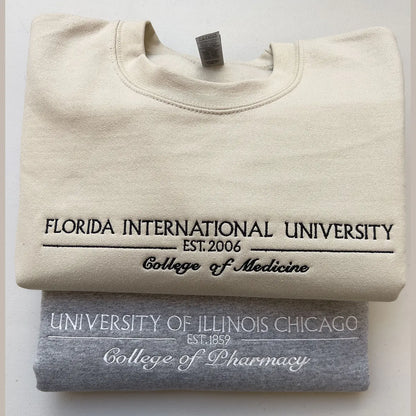 FLORIDA INTERNATIONAL UNIVERSITY
EST. 2006
College of Medicine
UNIVERSITY OF ILLINOIS CHICAGO
EST. 1859
College of Pharmacy